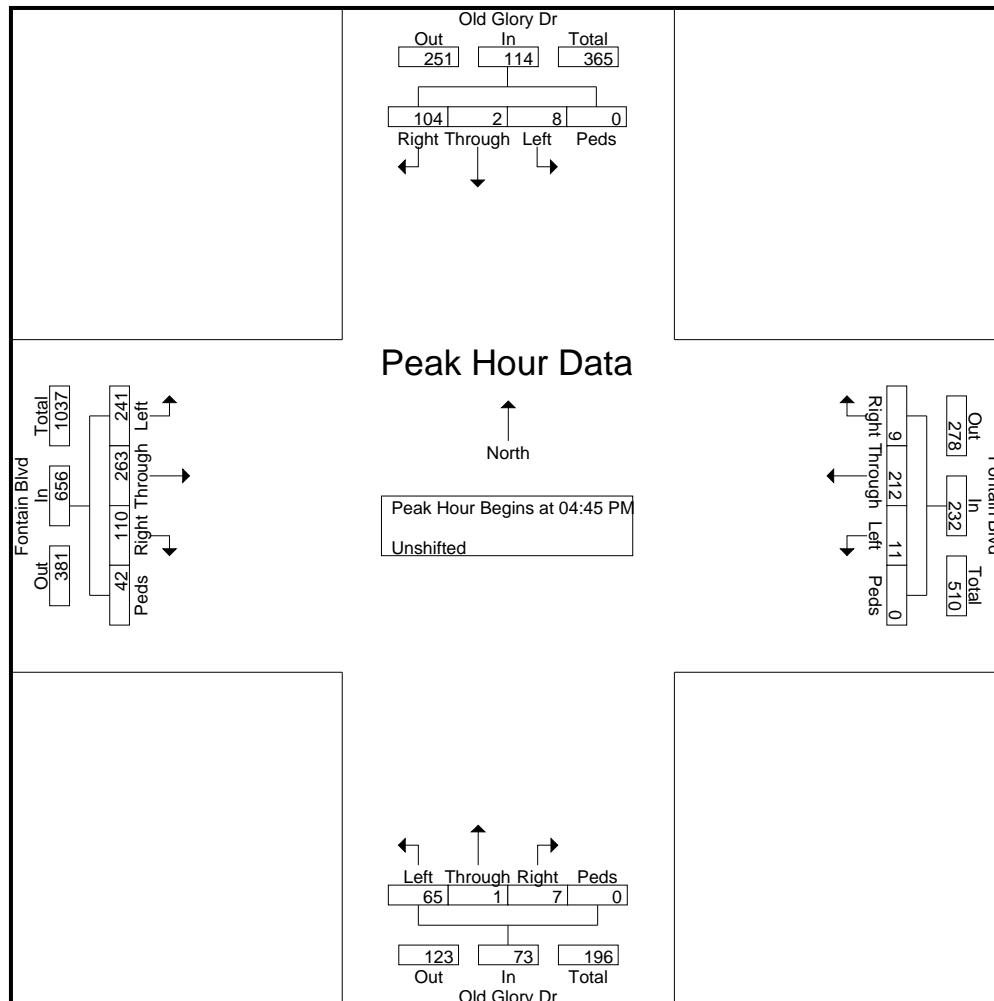 Old Glory Dr
Out In Total
251 114 365
104 2 8 0
Right Through Left Peds
Peak Hour Data
North
Peak Hour Begins at 04:45 PM
Unshifted
Fontain Blvd
Total In Out
1037 656 381
241 263 110 42
Left Through Right Peds
Right Through Left Peds
9 212 11 0
278 232 510
Out In Total
Fontain Blvd
Left Through Right Peds
65 1 7 0
123 73 196
Out In Total
Old Glory Dr